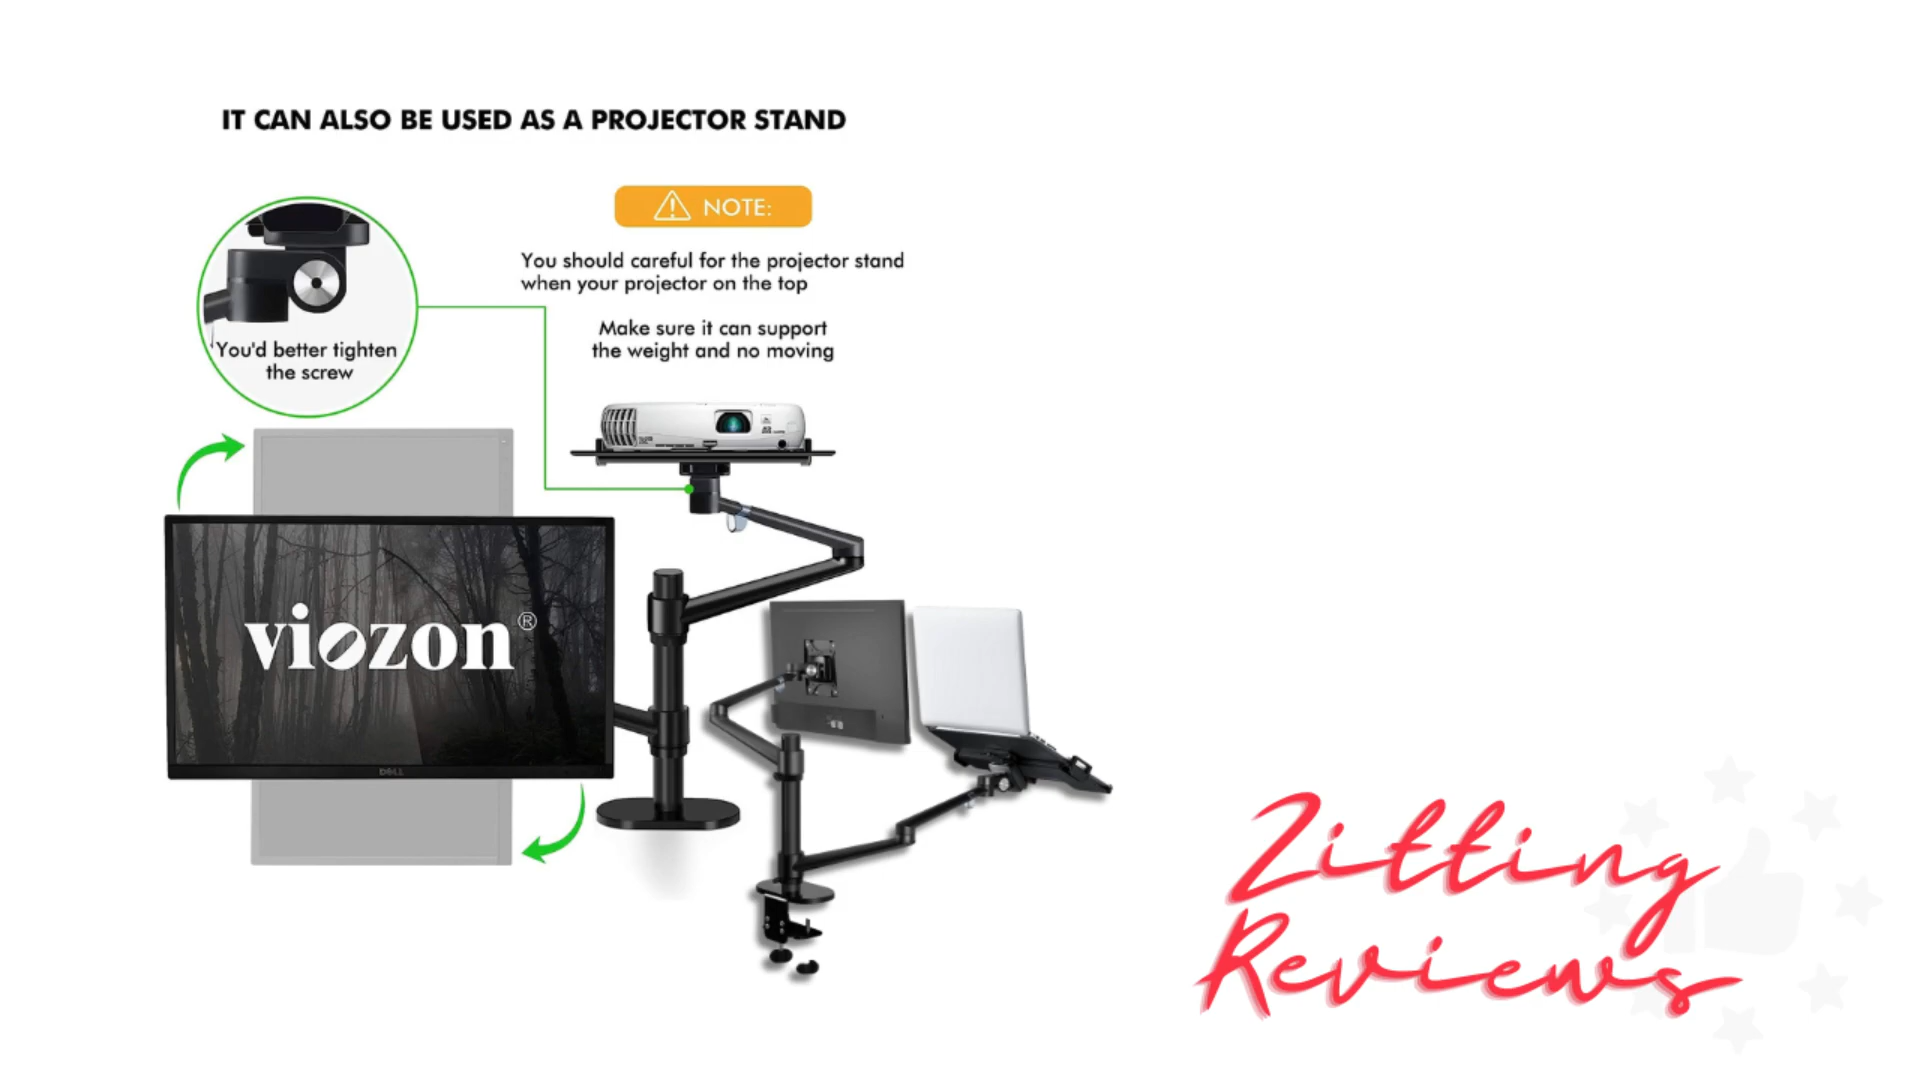 IT CAN ALSO BE USED AS A PROJECTOR STAND
NOTE:
You should careful for the projector stand
when your projector on the top
Make sure it can support
the weight and no moving
You'd better tighten
the screw
viozon®
DELL
Zitting
Reviews